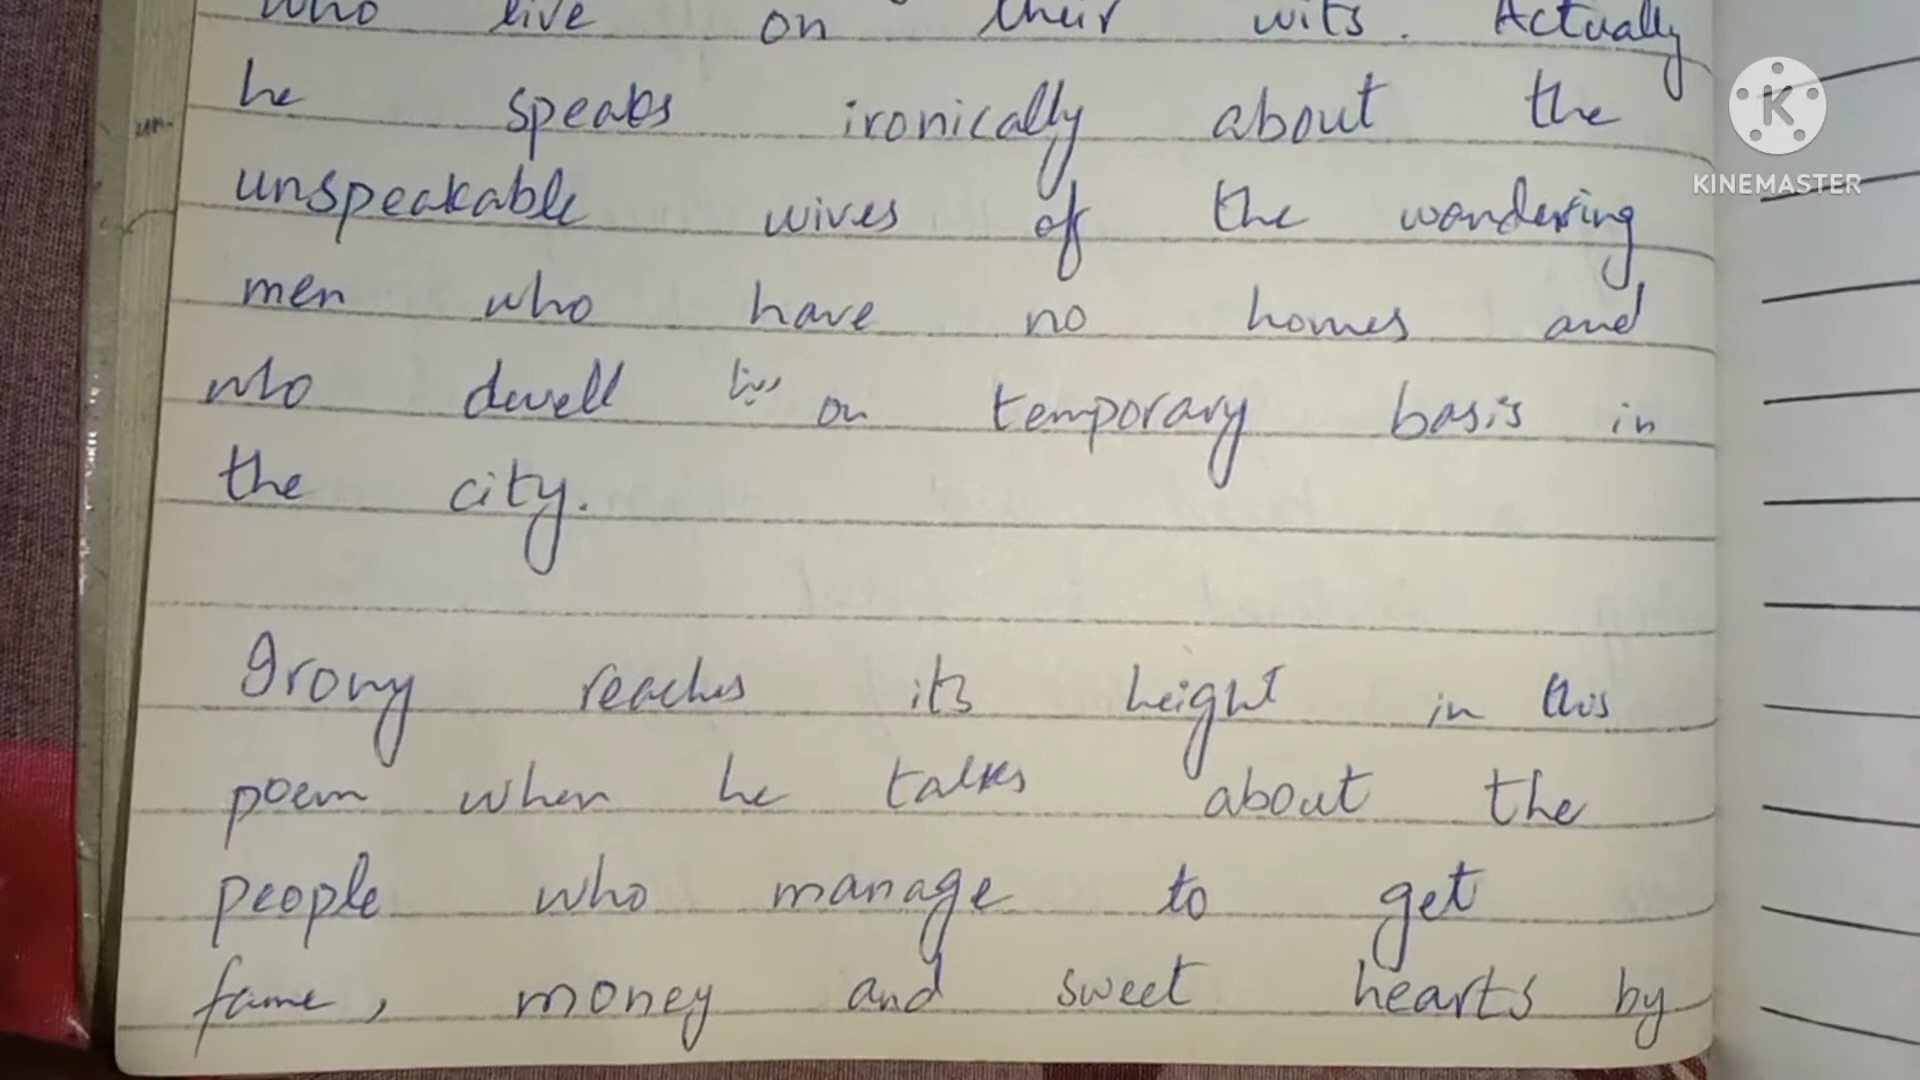 who live on their wits. Actually
he speaks ironically about the
unspeakable wives of the wandering
men who have no homes and
who dwell on temporary basis in
the city.
Irony reaches its height in this
poem when he talks about the
people who manage to get
fame, money and sweet hearts by
KINEMASTER